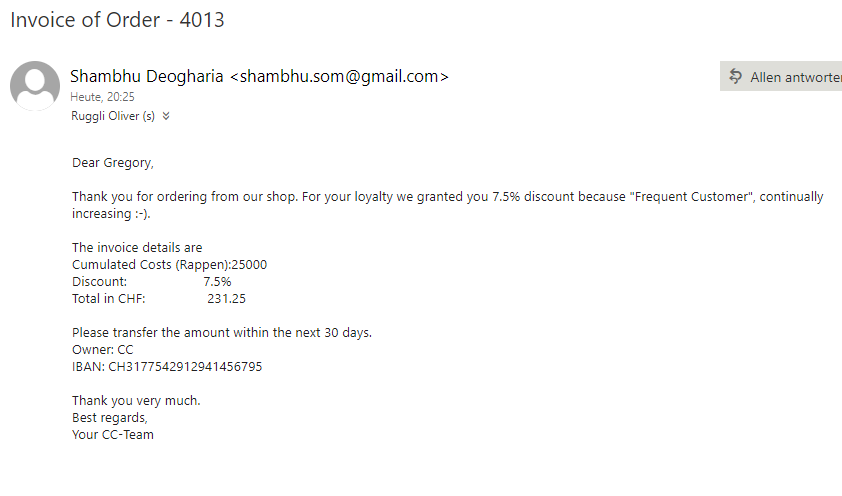 Invoice of Order - 4013
Shambhu Deogharia <shambhu.som@gmail.com>
Allen antworte
Heute, 20:25
Ruggli Oliver (s)
Dear Gregory,
Thank you for ordering from our shop. For your loyalty we granted you 7.5% discount because "Frequent Customer", continually
increasing :-).
The invoice details are
Cumulated Costs (Rappen):25000
Discount: 7.5%
Total in CHF: 231.25
Please transfer the amount within the next 30 days.
Owner: CC
IBAN: CH3177542912941456795
Thank you very much.
Best regards,
Your CC-Team